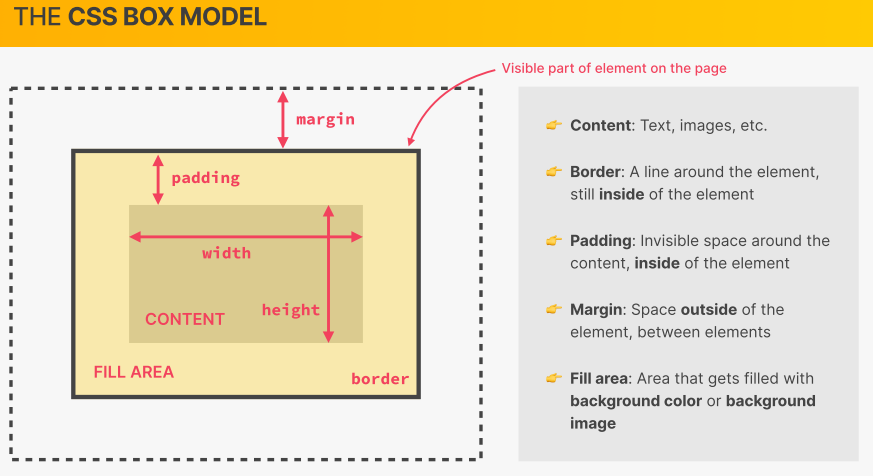 THE CSS BOX MODEL
Visible part of element on the page
margin
padding
width
height
CONTENT
FILL AREA
border
👉 Content: Text, images, etc.
👉 Border: A line around the element,
still inside of the element
👉 Padding: Invisible space around the
content, inside of the element
👉 Margin: Space outside of the
element, between elements
👉 Fill area: Area that gets filled with
background color or background
image